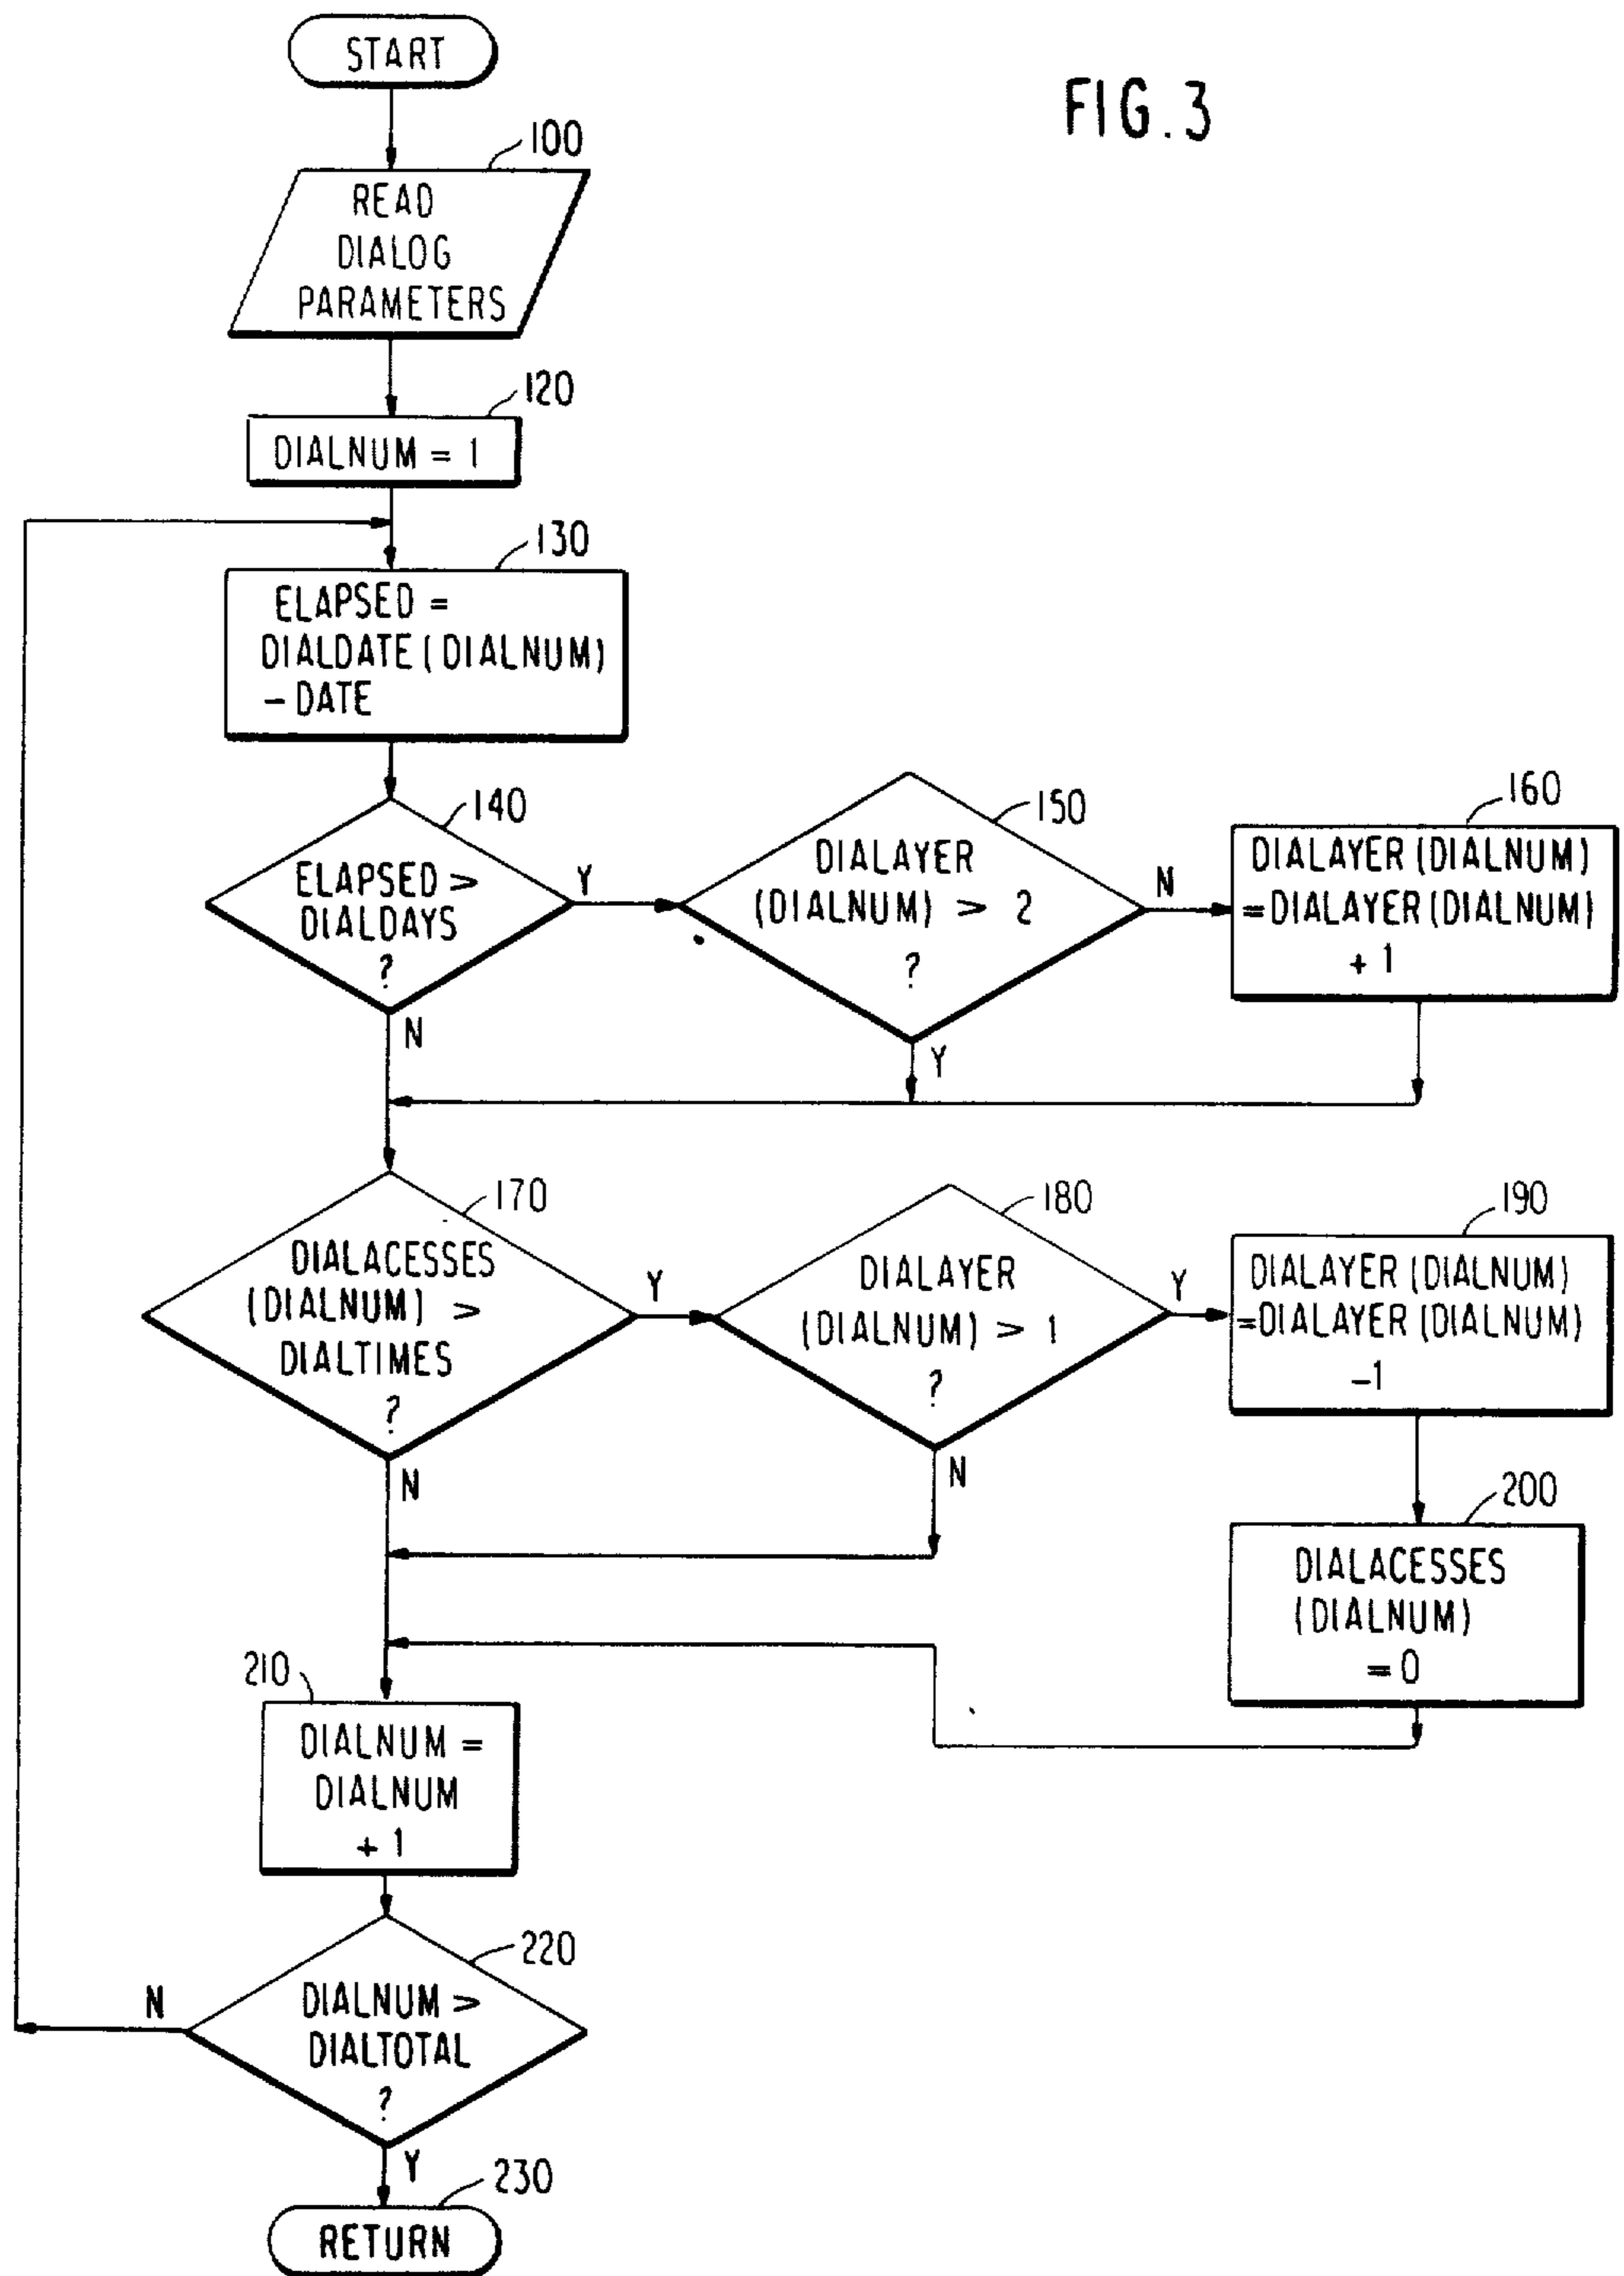 START
FIG.3
100
READ
DIALOG
PARAMETERS
120
DIALNUM = 1
130
ELAPSED =
DIALDATE (DIALNUM)
- DATE
140
ELAPSED >
DIALDAYS
?
Y
N
150
DIALAYER
(DIALNUM) > 2
?
N
Y
160
DIALAYER (DIALNUM)
=DIALAYER (DIALNUM)
+ 1
170
DIALACESSES
(DIALNUM) >
DIALTIMES
?
Y
N
180
DIALAYER
(DIALNUM) > 1
?
Y
N
190
DIALAYER (DIALNUM)
=DIALAYER (DIALNUM)
-1
200
DIALACESSES
(DIALNUM)
= 0
210
DIALNUM =
DIALNUM
+ 1
220
DIALNUM >
DIALTOTAL
?
N
Y
230
RETURN